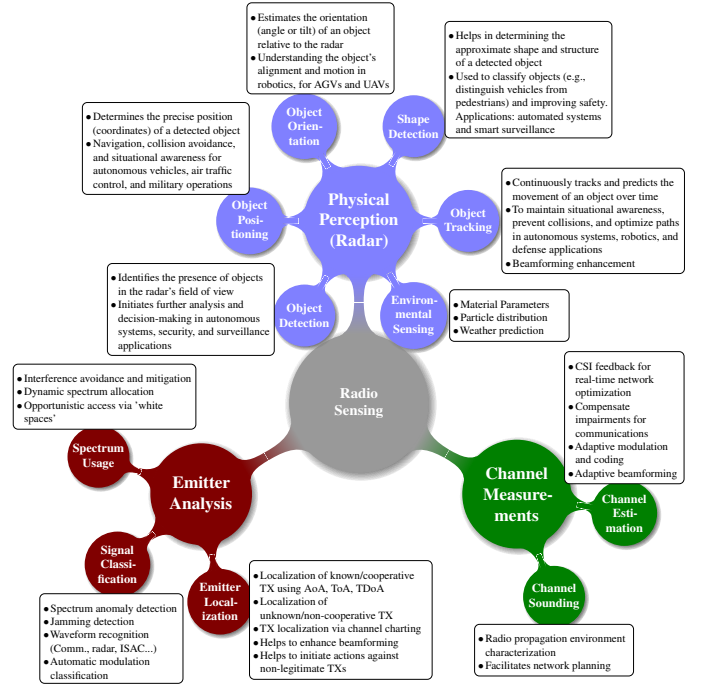 ● Estimates the orientation
(angle or tilt) of an object
relative to the radar
● Understanding the object's
alignment and motion in
robotics, for AGVs and UAVs
● Helps in determining the
approximate shape and structure
of a detected object
● Used to classify objects (e.g.,
distinguish vehicles from
pedestrians) and improving safety.
Applications: automated systems
and smart surveillance
Object
Orien-
tation
Shape
Detection
● Determines the precise position
(coordinates) of a detected object
● Navigation, collision avoidance,
and situational awareness for
autonomous vehicles, air traffic
control, and military operations
Object
Posi-
tioning
Physical
Perception
(Radar)
Object
Tracking
● Continuously tracks and predicts the
movement of an object over time
● To maintain situational awareness,
prevent collisions, and optimize paths
in autonomous systems, robotics, and
defense applications
● Beamforming enhancement
● Identifies the presence of objects
in the radar's field of view
● Initiates further analysis and
decision-making in autonomous
systems, security, and surveillance
applications
Object
Detection
Environ-
mental
Sensing
● Material Parameters
● Particle distribution
● Weather prediction
Radio
Sensing
● Interference avoidance and mitigation
● Dynamic spectrum allocation
● Opportunistic access via 'white
spaces'
Spectrum
Usage
Emitter
Analysis
● CSI feedback for
real-time network
optimization
● Compensate
impairments for
communications
● Adaptive modulation
and coding
● Adaptive beamforming
Channel
Measure-
ments
Channel
Esti-
mation
Signal
Classi-
fication
Emitter
Local-
ization
● Spectrum anomaly detection
● Jamming detection
● Waveform recognition
(Comm., radar, ISAC...)
● Automatic modulation
classification
● Localization of known/cooperative
TX using AoA, ToA, TDoA
● Localization of
unknown/non-cooperative TX
● TX localization via channel charting
● Helps to enhance beamforming
● Helps to initiate actions against
non-legitimate TXs
Channel
Sounding
● Radio propagation environment
characterization
● Facilitates network planning